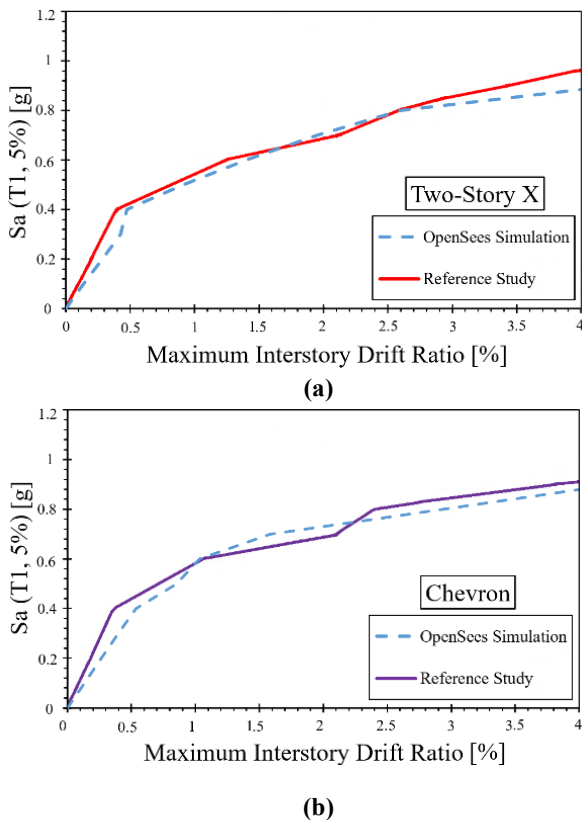 1.2
1
0.8
0.6
0.4
0.2
0
Sa (T1, 5%) [g]
Two-Story X
OpenSees Simulation
Reference Study
0 0.5 1 1.5 2 2.5 3 3.5 4
Maximum Interstory Drift Ratio [%]
(a)
1.2
1
0.8
0.6
0.4
0.2
0
Sa (T1, 5%) [g]
Chevron
OpenSees Simulation
Reference Study
0 0.5 1 1.5 2 2.5 3 3.5 4
Maximum Interstory Drift Ratio [%]
(b)